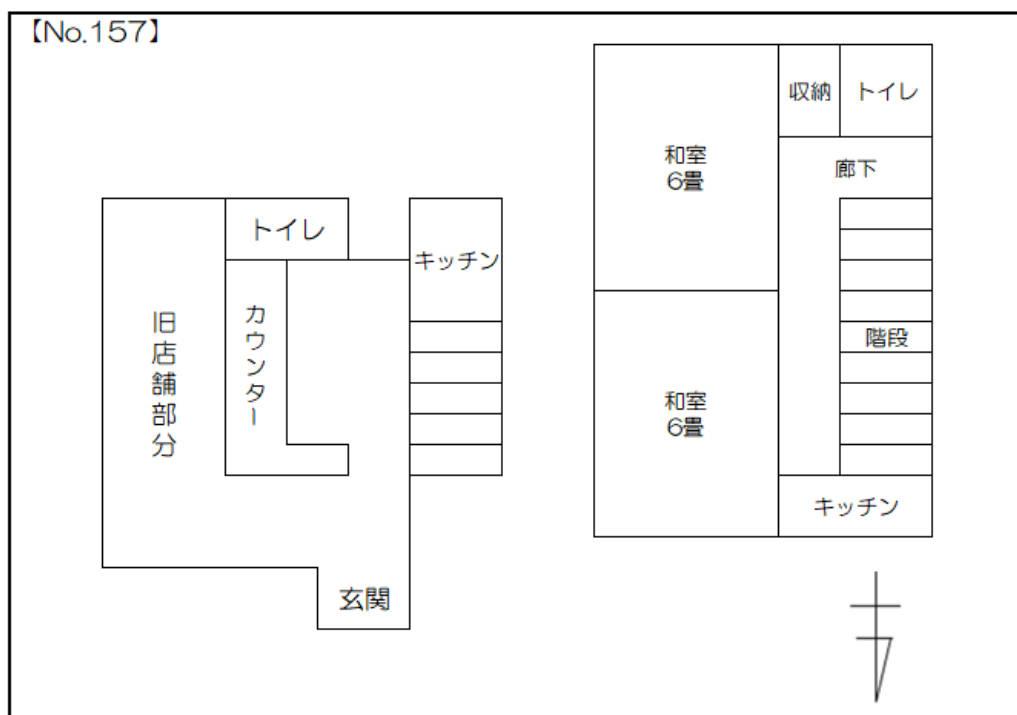 【No.157】
トイレ
キッチン
カウンター
旧店舗部分
玄関
収納
トイレ
和室
6畳
廊下
階段
和室
6畳
キッチン